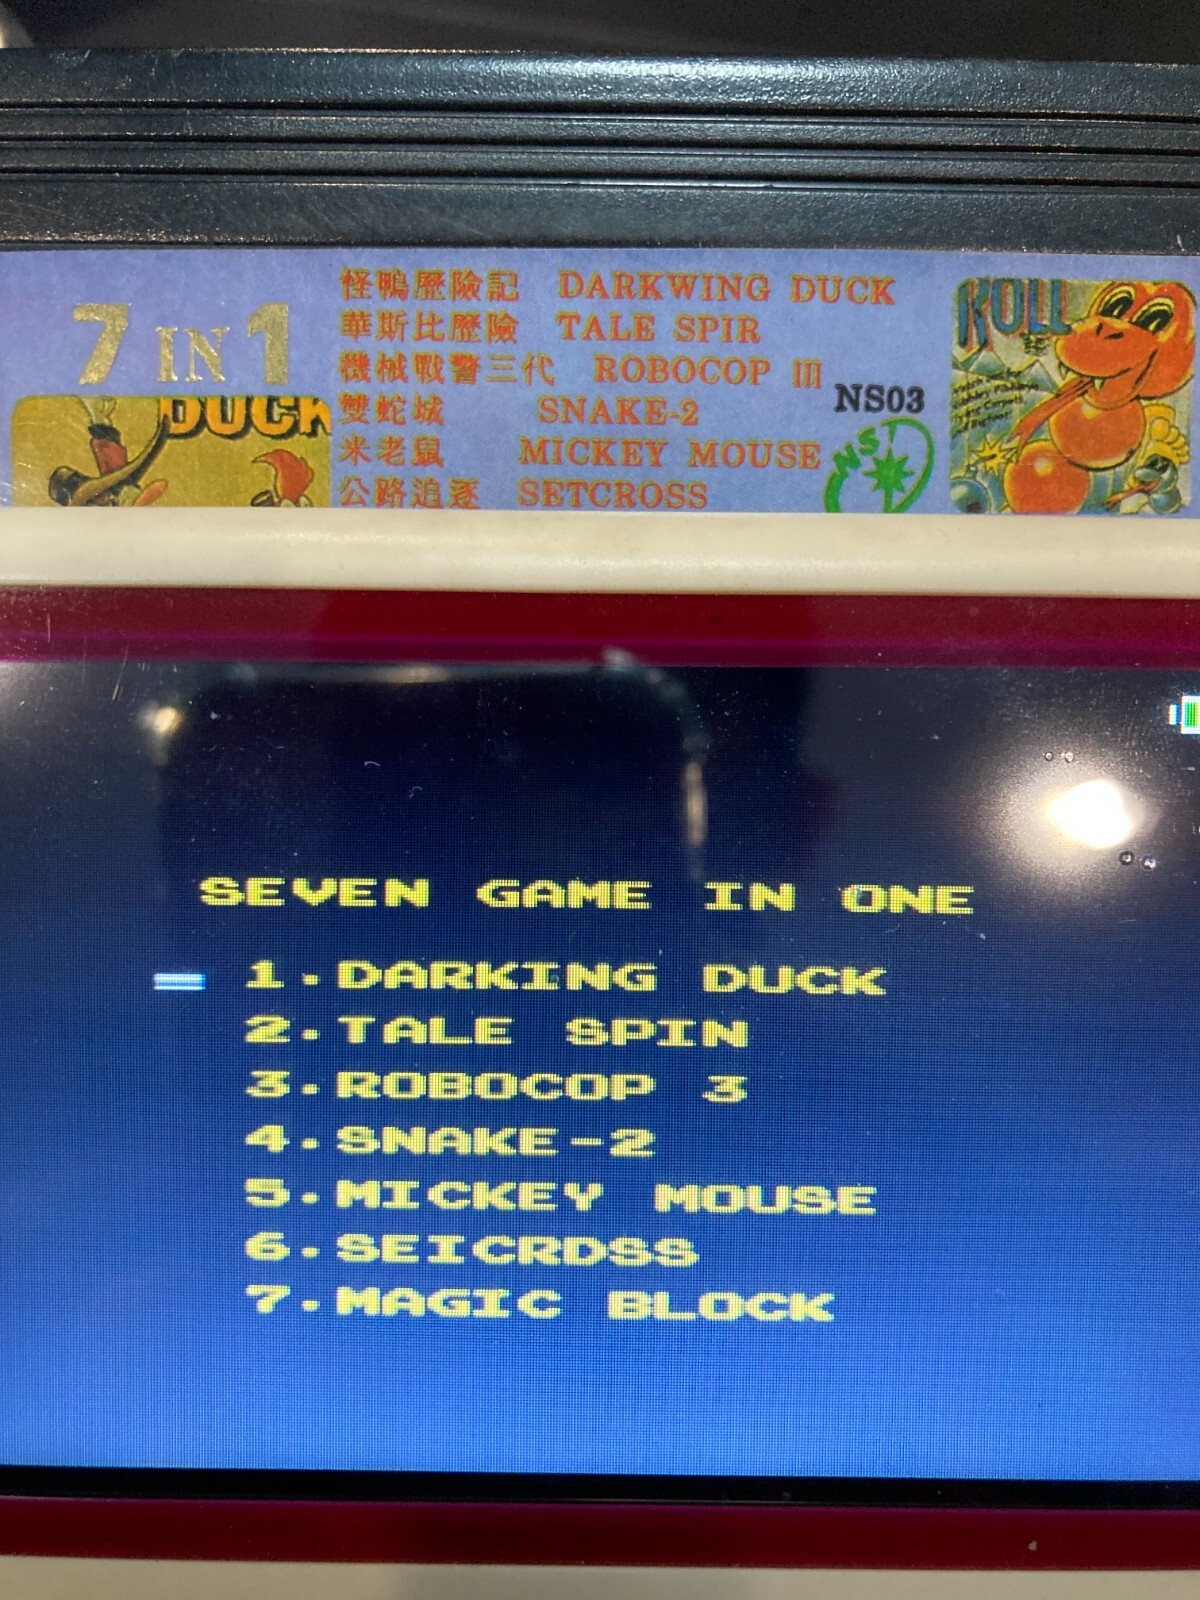 7 IN 1
DUCK
怪鴨歷險記 DARKWING DUCK
華斯比歷險 TALE SPIR
機械戰警三代 ROBOCOP III
雙蛇城 SNAKE-2
米老鼠 MICKEY MOUSE
公路追逐 SETCROSS
NS03
NST
ROLL
SEVEN GAME IN ONE
1.DARKING DUCK
2.TALE SPIN
3.ROBOCOP 3
4.SNAKE-2
5.MICKEY MOUSE
6.SEICRDSS
7.MAGIC BLOCK